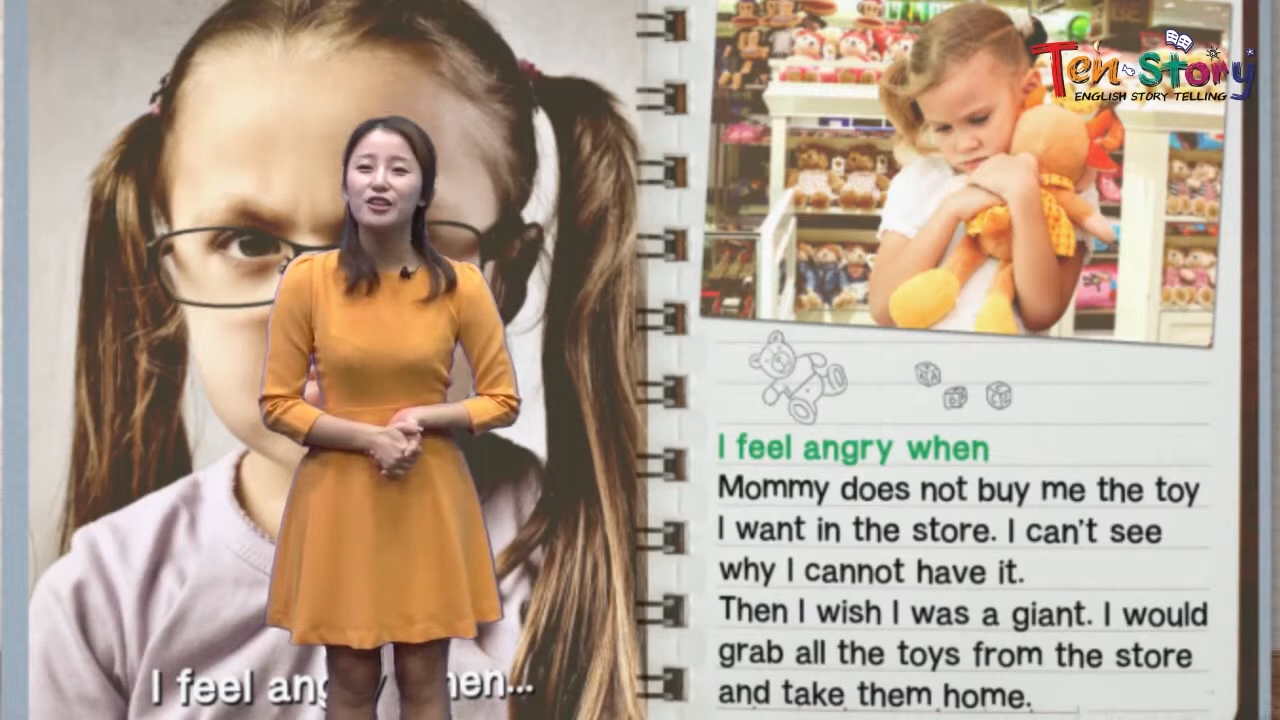 Ten Story
ENGLISH STORY TELLING
I feel angry when
Mommy does not buy me the toy
I want in the store. I can't see
why I cannot have it.
Then I wish I was a giant. I would
grab all the toys from the store
and take them home.
I feel